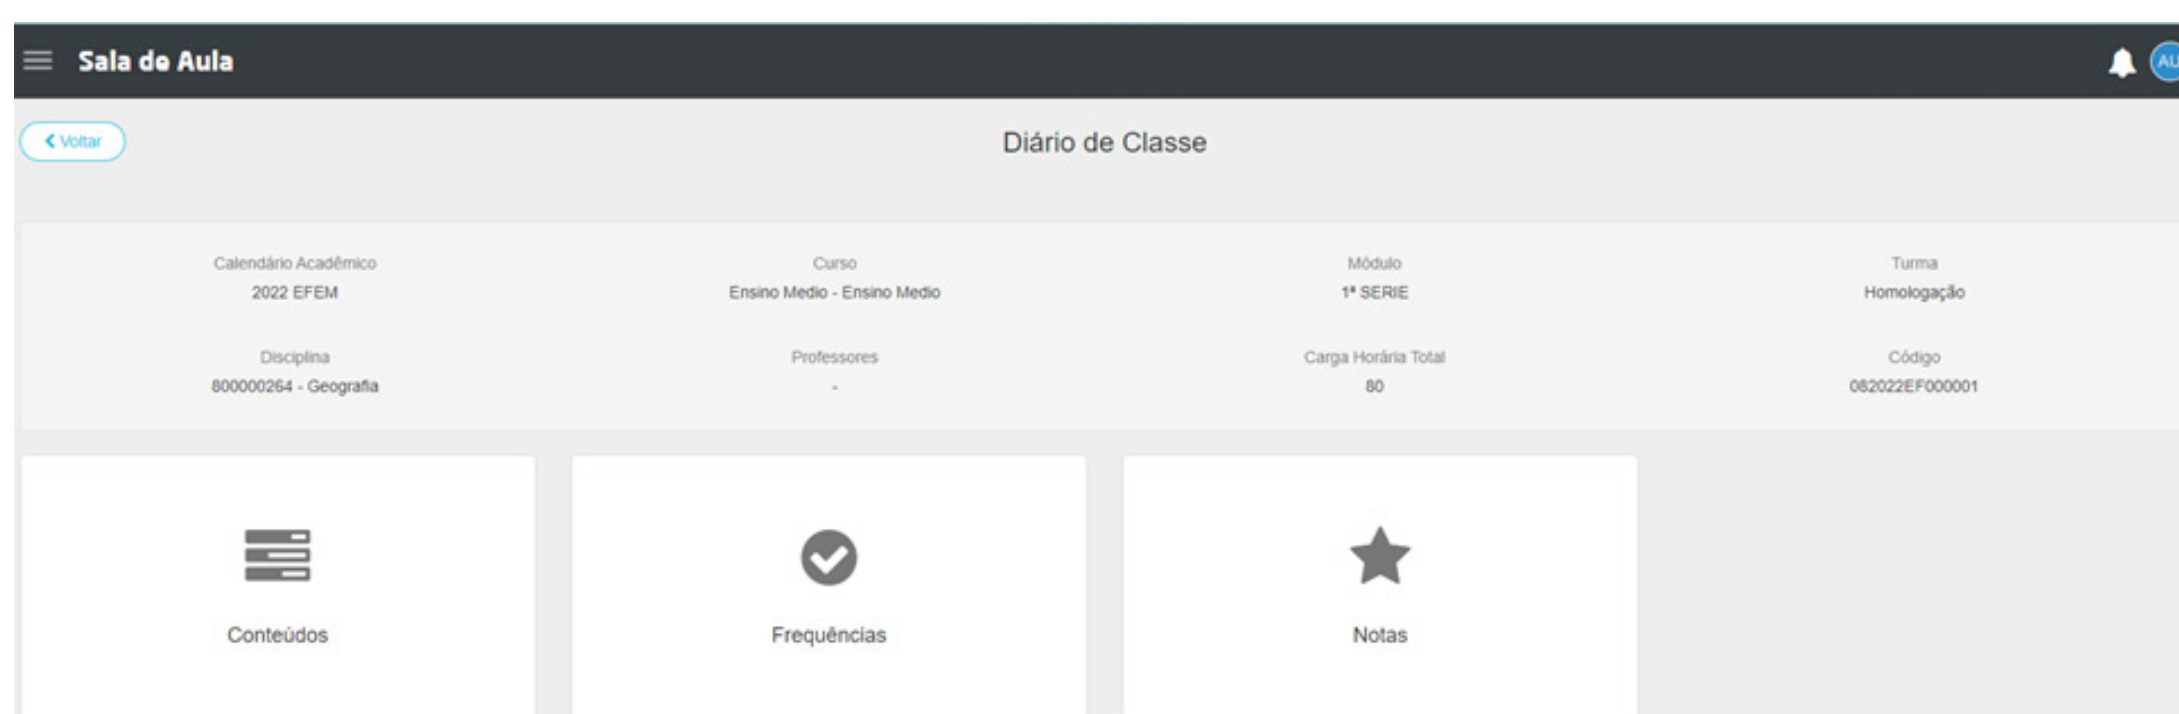 Sala de Aula
AU
Voltar
Diário de Classe
Calendário Acadêmico
Curso
Módulo
Turma
2022 EFEM
Ensino Medio - Ensino Medio
1ª SERIE
Homologação
Disciplina
Professores
Carga Horária Total
Código
800000264 - Geografia
-
80
082022EF000001
Conteúdos
Frequências
Notas